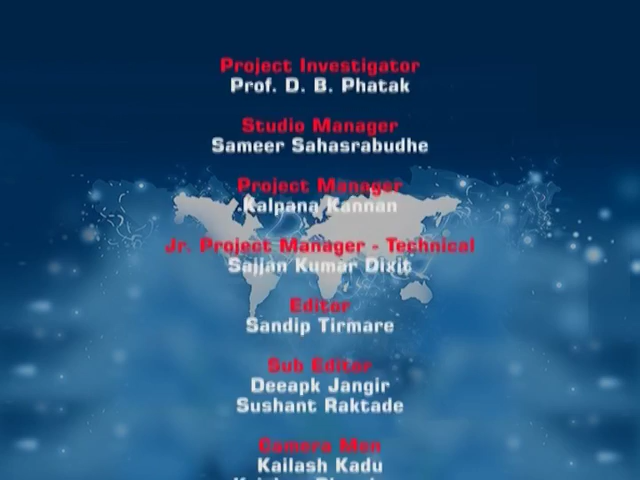 Project Investigator
Prof. D. B. Phatak
Studio Manager
Sameer Sahasrabudhe
Project Manager
Kalpana Kannan
Jr. Project Manager - Technical
Sajjan Kumar Dixit
Editor
Sandip Tirmare
Sub Editor
Deeapk Jangir
Sushant Raktade
Camera Men
Kailash Kadu